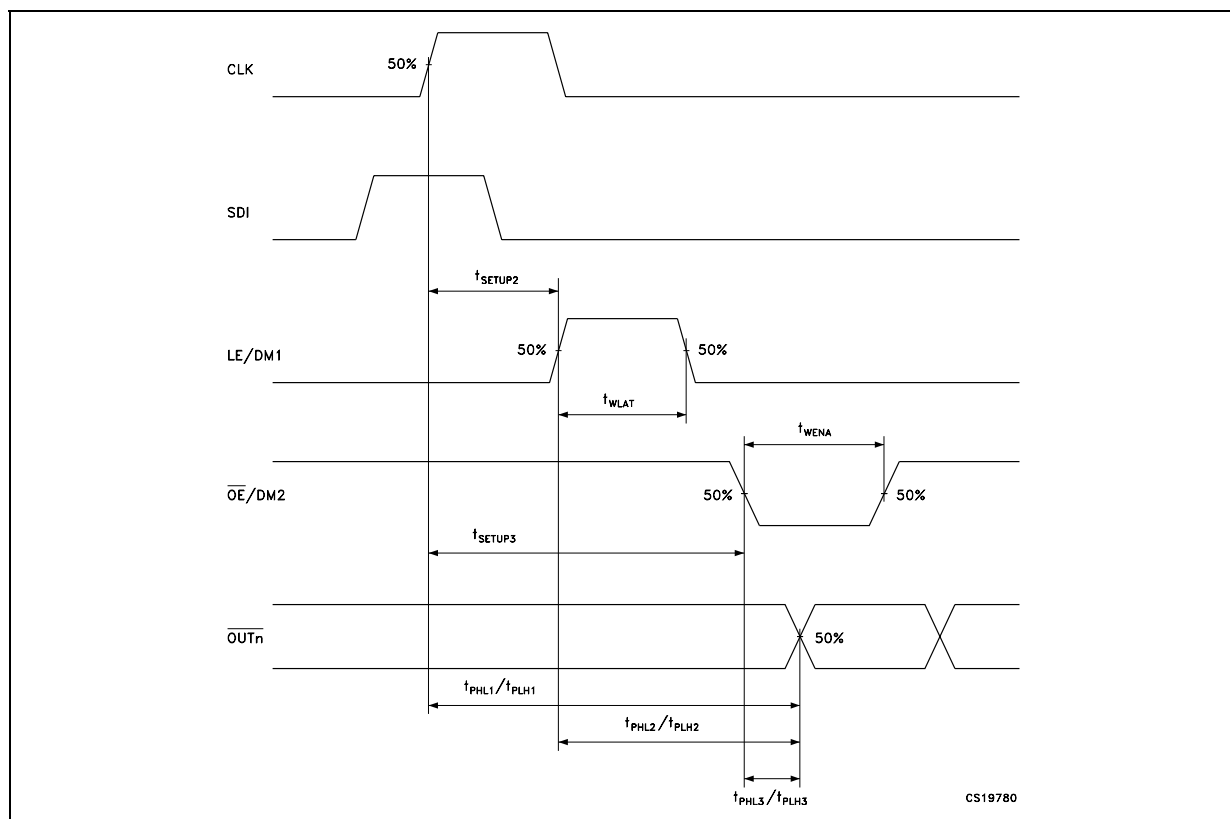 CLK
50%
SDI
tSETUP2
LE/DM1
50%
50%
tWLAT
tWENA
OE/DM2
50%
50%
tSETUP3
OUTn
50%
tPHL1/tPLH1
tPHL2/tPLH2
tPHL3/tPLH3
CS19780